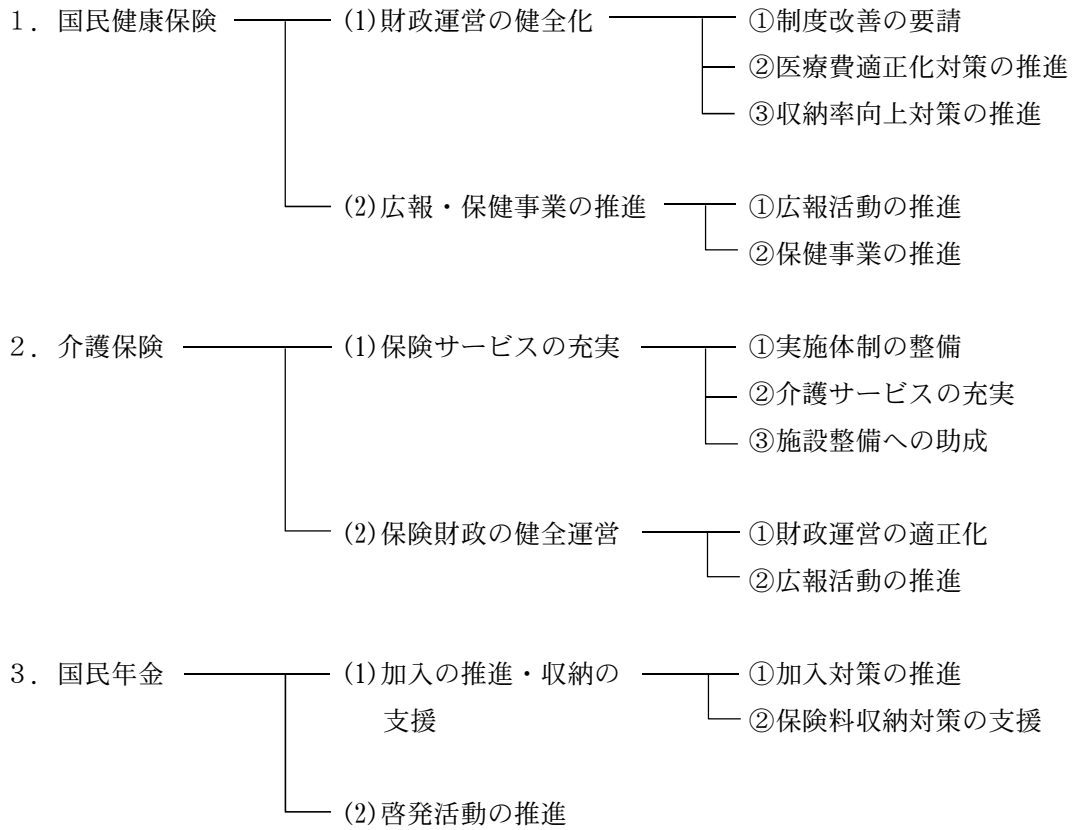 １．国民健康保険 (1)財政運営の健全化 ①制度改善の要請
②医療費適正化対策の推進
③収納率向上対策の推進
(2)広報・保健事業の推進 ①広報活動の推進
②保健事業の推進
２．介護保険 (1)保険サービスの充実 ①実施体制の整備
②介護サービスの充実
③施設整備への助成
(2)保険財政の健全運営 ①財政運営の適正化
②広報活動の推進
３．国民年金 (1)加入の推進・収納の ①加入対策の推進
支援 ②保険料収納対策の支援
(2)啓発活動の推進